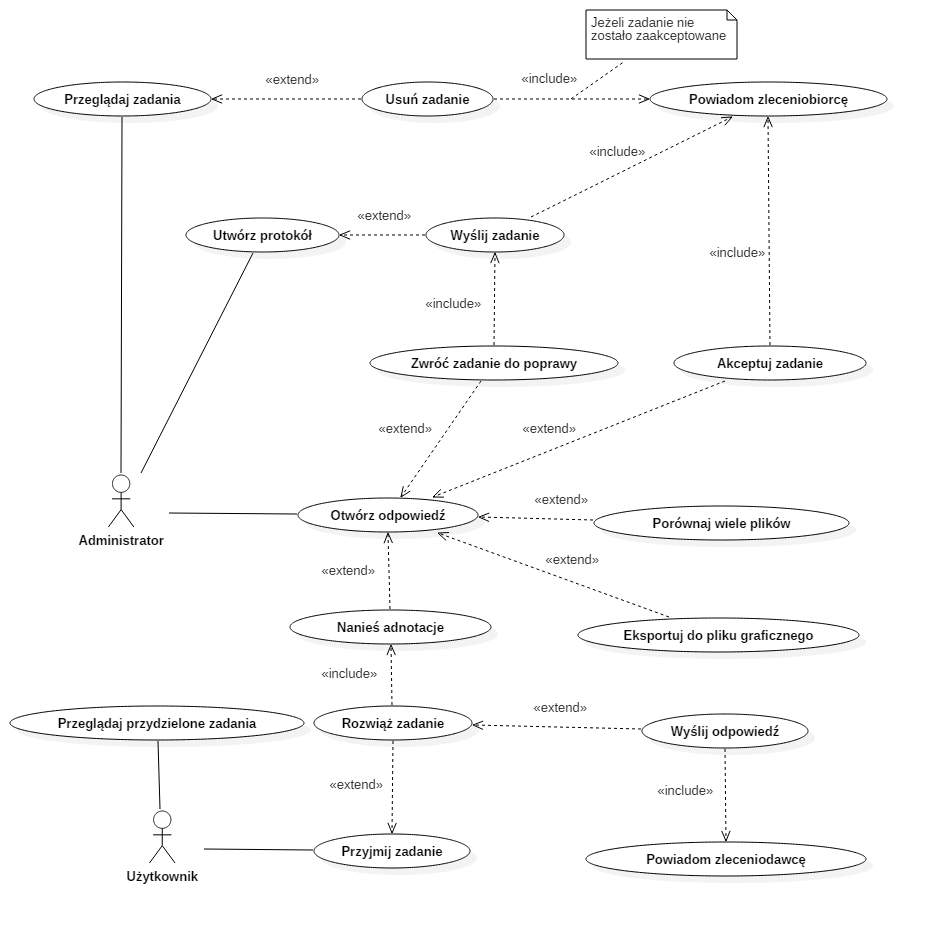 Jeżeli zadanie nie
zostało zaakceptowane
«extend»
«include»
Przeglądaj zadania
Usuń zadanie
Powiadom zleceniobiorcę
«include»
«extend»
Utwórz protokół
Wyślij zadanie
«include»
«include»
Zwróć zadanie do poprawy
Akceptuj zadanie
«extend»
«extend»
«extend»
Otwórz odpowiedź
Porównaj wiele plików
Administrator
«extend»
«extend»
Nanieś adnotacje
Eksportuj do pliku graficznego
«include»
«extend»
Przeglądaj przydzielone zadania
Rozwiąż zadanie
Wyślij odpowiedź
«extend»
«include»
Przyjmij zadanie
Powiadom zleceniodawcę
Użytkownik